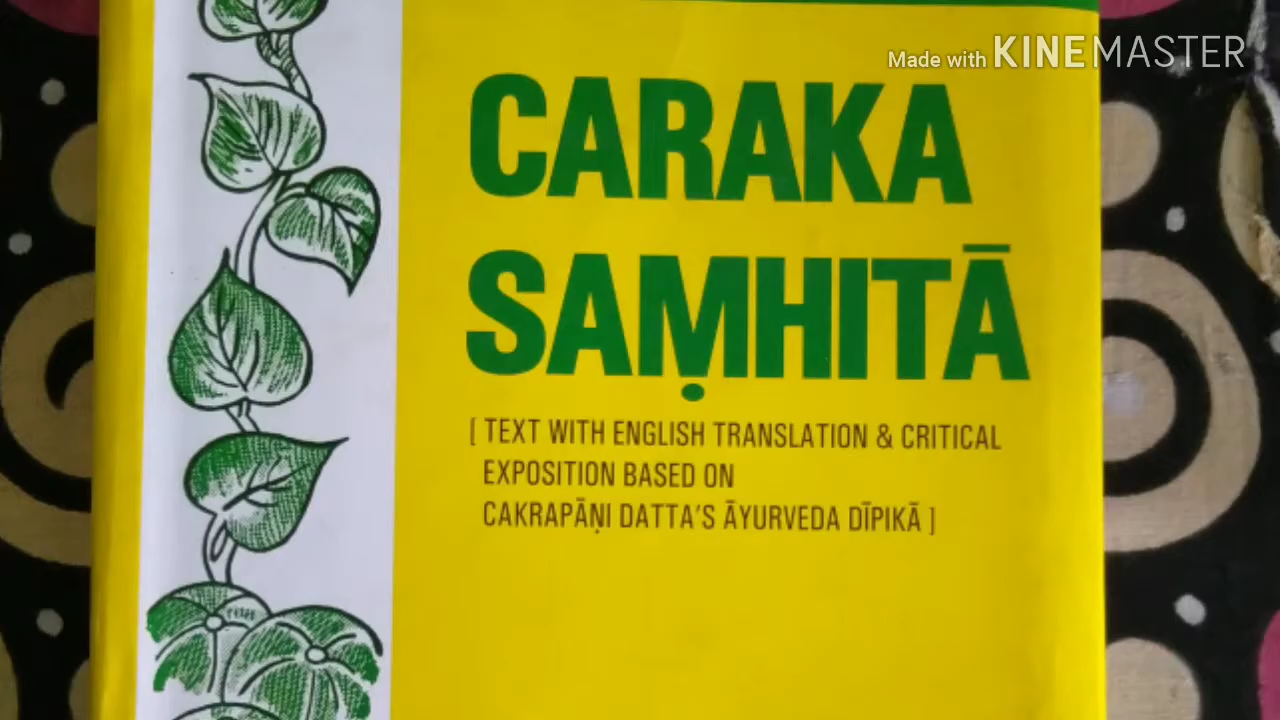 Made with KINEMASTER
CARAKA
SAṂHITĀ
[ TEXT WITH ENGLISH TRANSLATION & CRITICAL
EXPOSITION BASED ON
CAKRAPĀṆI DATTA'S ĀYURVEDA DĪPIKĀ ]